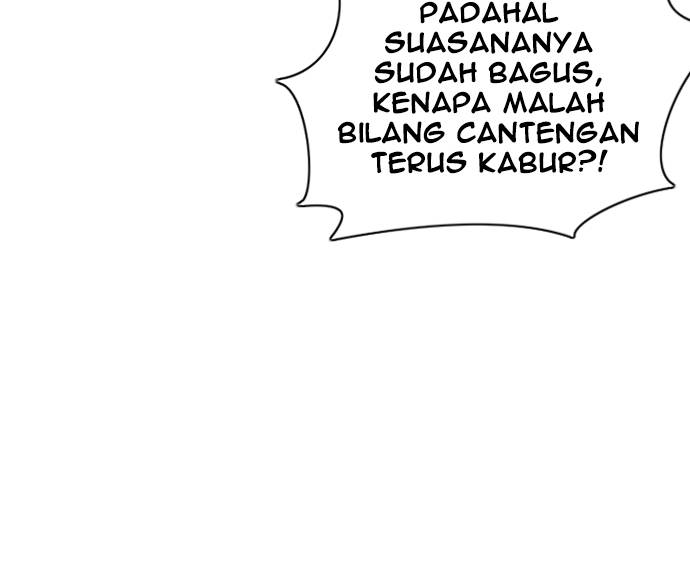 PADAHAL
SUASANANYA
SUDAH BAGUS,
KENAPA MALAH
BILANG CANTENGAN
TERUS KABUR?!